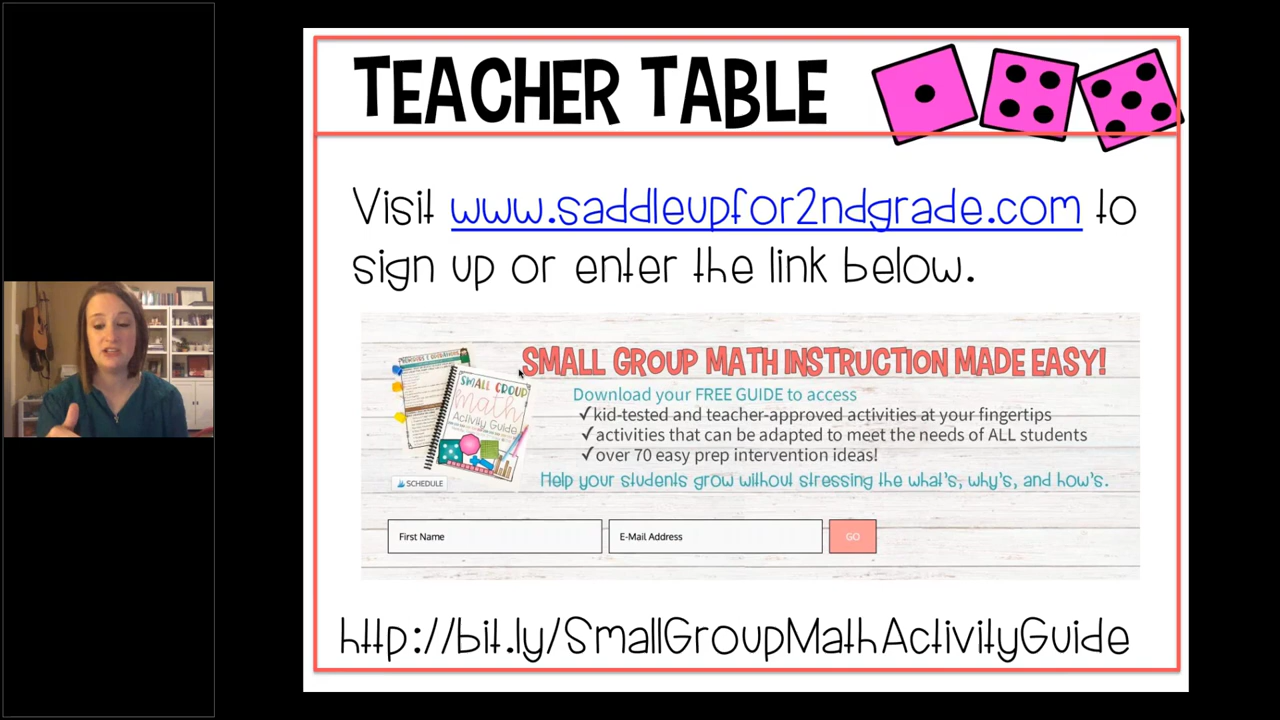 TEACHER TABLE
Visit www.saddleupfor2ndgrade.com to
sign up or enter the link below.
SMALL GROUP MATH INSTRUCTION MADE EASY!
Download your FREE GUIDE to access
✓kid-tested and teacher-approved activities at your fingertips
✓activities that can be adapted to meet the needs of ALL students
✓over 70 easy prep intervention ideas!
Help your students grow without stressing the what's, why's, and how's.
SMALL GROUP
math
Activity Guide
SCHEDULE
First Name
E-Mail Address
GO
http://bit.ly/SmallGroupMathActivityGuide